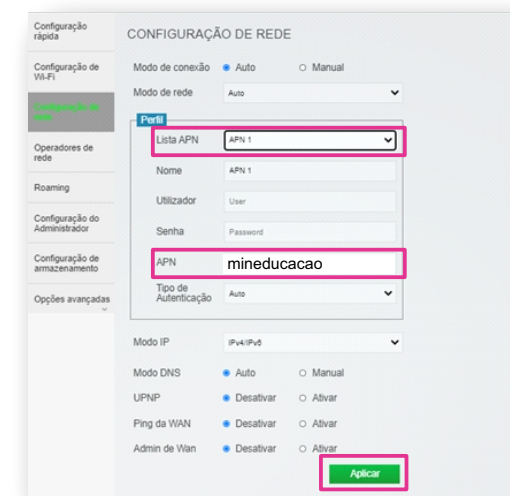 Configuração
rápida
CONFIGURAÇÃO DE REDE
Configuração de
Wi-Fi
Modo de conexão Auto Manual
Modo de rede Auto
Configuração de
rede
Perfil
Lista APN APN 1
Operadores de
rede
Nome APN 1
Roaming
Utilizador User
Configuração do
Administrador
Senha Password
Configuração de
armazenamento
APN mineducacao
Tipo de
Autenticação Auto
Opções avançadas
Modo IP IPv4/IPv6
Modo DNS Auto Manual
UPNP Desativar Ativar
Ping da WAN Desativar Ativar
Admin de Wan Desativar Ativar
Aplicar